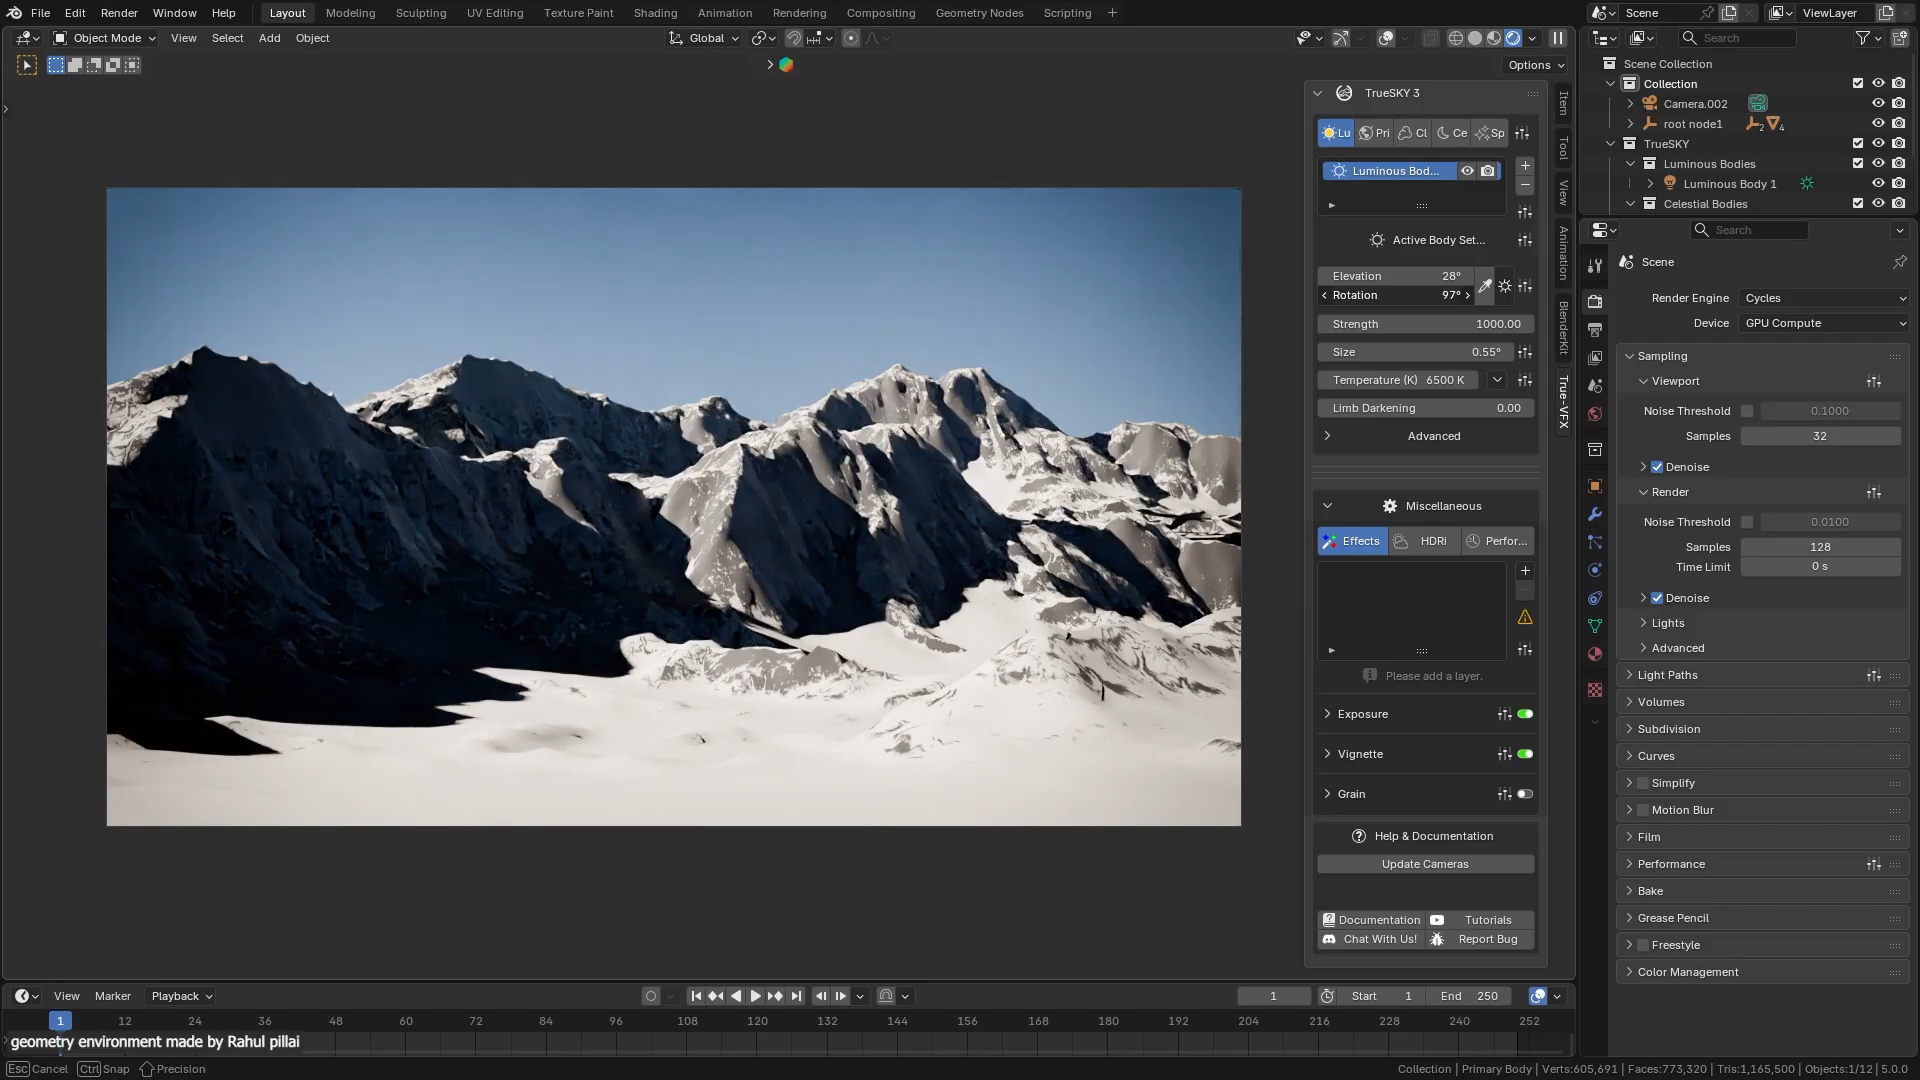 File Edit Render Window Help Layout Modeling Sculpting UV Editing Texture Paint Shading Animation Rendering Compositing Geometry Nodes Scripting + Scene ViewLayer
Object Mode View Select Add Object Global Search
Options
Scene Collection
Collection
Camera.002
root node1 2 4
TrueSKY
Luminous Bodies
Luminous Body 1
Celestial Bodies
TrueSKY 3
Lu Pri Cl Ce Sp
Luminous Bod...
Active Body Set...
Elevation 28°
Rotation 97°
Strength 1000.00
Size 0.55°
Temperature (K) 6500 K
Limb Darkening 0.00
Advanced
Miscellaneous
Effects HDRi Perfor...
Please add a layer.
Exposure
Vignette
Grain
Help & Documentation
Update Cameras
Documentation Tutorials
Chat With Us! Report Bug
Item
Tool
View
Animation
BlenderKit
True-VFX
Search
Scene
Render Engine Cycles
Device GPU Compute
Sampling
Viewport
Noise Threshold 0.1000
Samples 32
Denoise
Render
Noise Threshold 0.0100
Samples 128
Time Limit 0 s
Denoise
Lights
Advanced
Light Paths
Volumes
Subdivision
Curves
Simplify
Motion Blur
Film
Performance
Bake
Grease Pencil
Freestyle
Color Management
View Marker Playback 1 Start 1 End 250
1 12 24 36 48 60 72 84 96 108 120 132 144 156 168 180 192 204 216 228 240 252
geometry environment made by Rahul pillai
Esc Cancel Ctrl Snap Precision Collection | Primary Body | Verts:605,691 | Faces:773,320 | Tris:1,165,500 | Objects:1/12 | 5.0.0